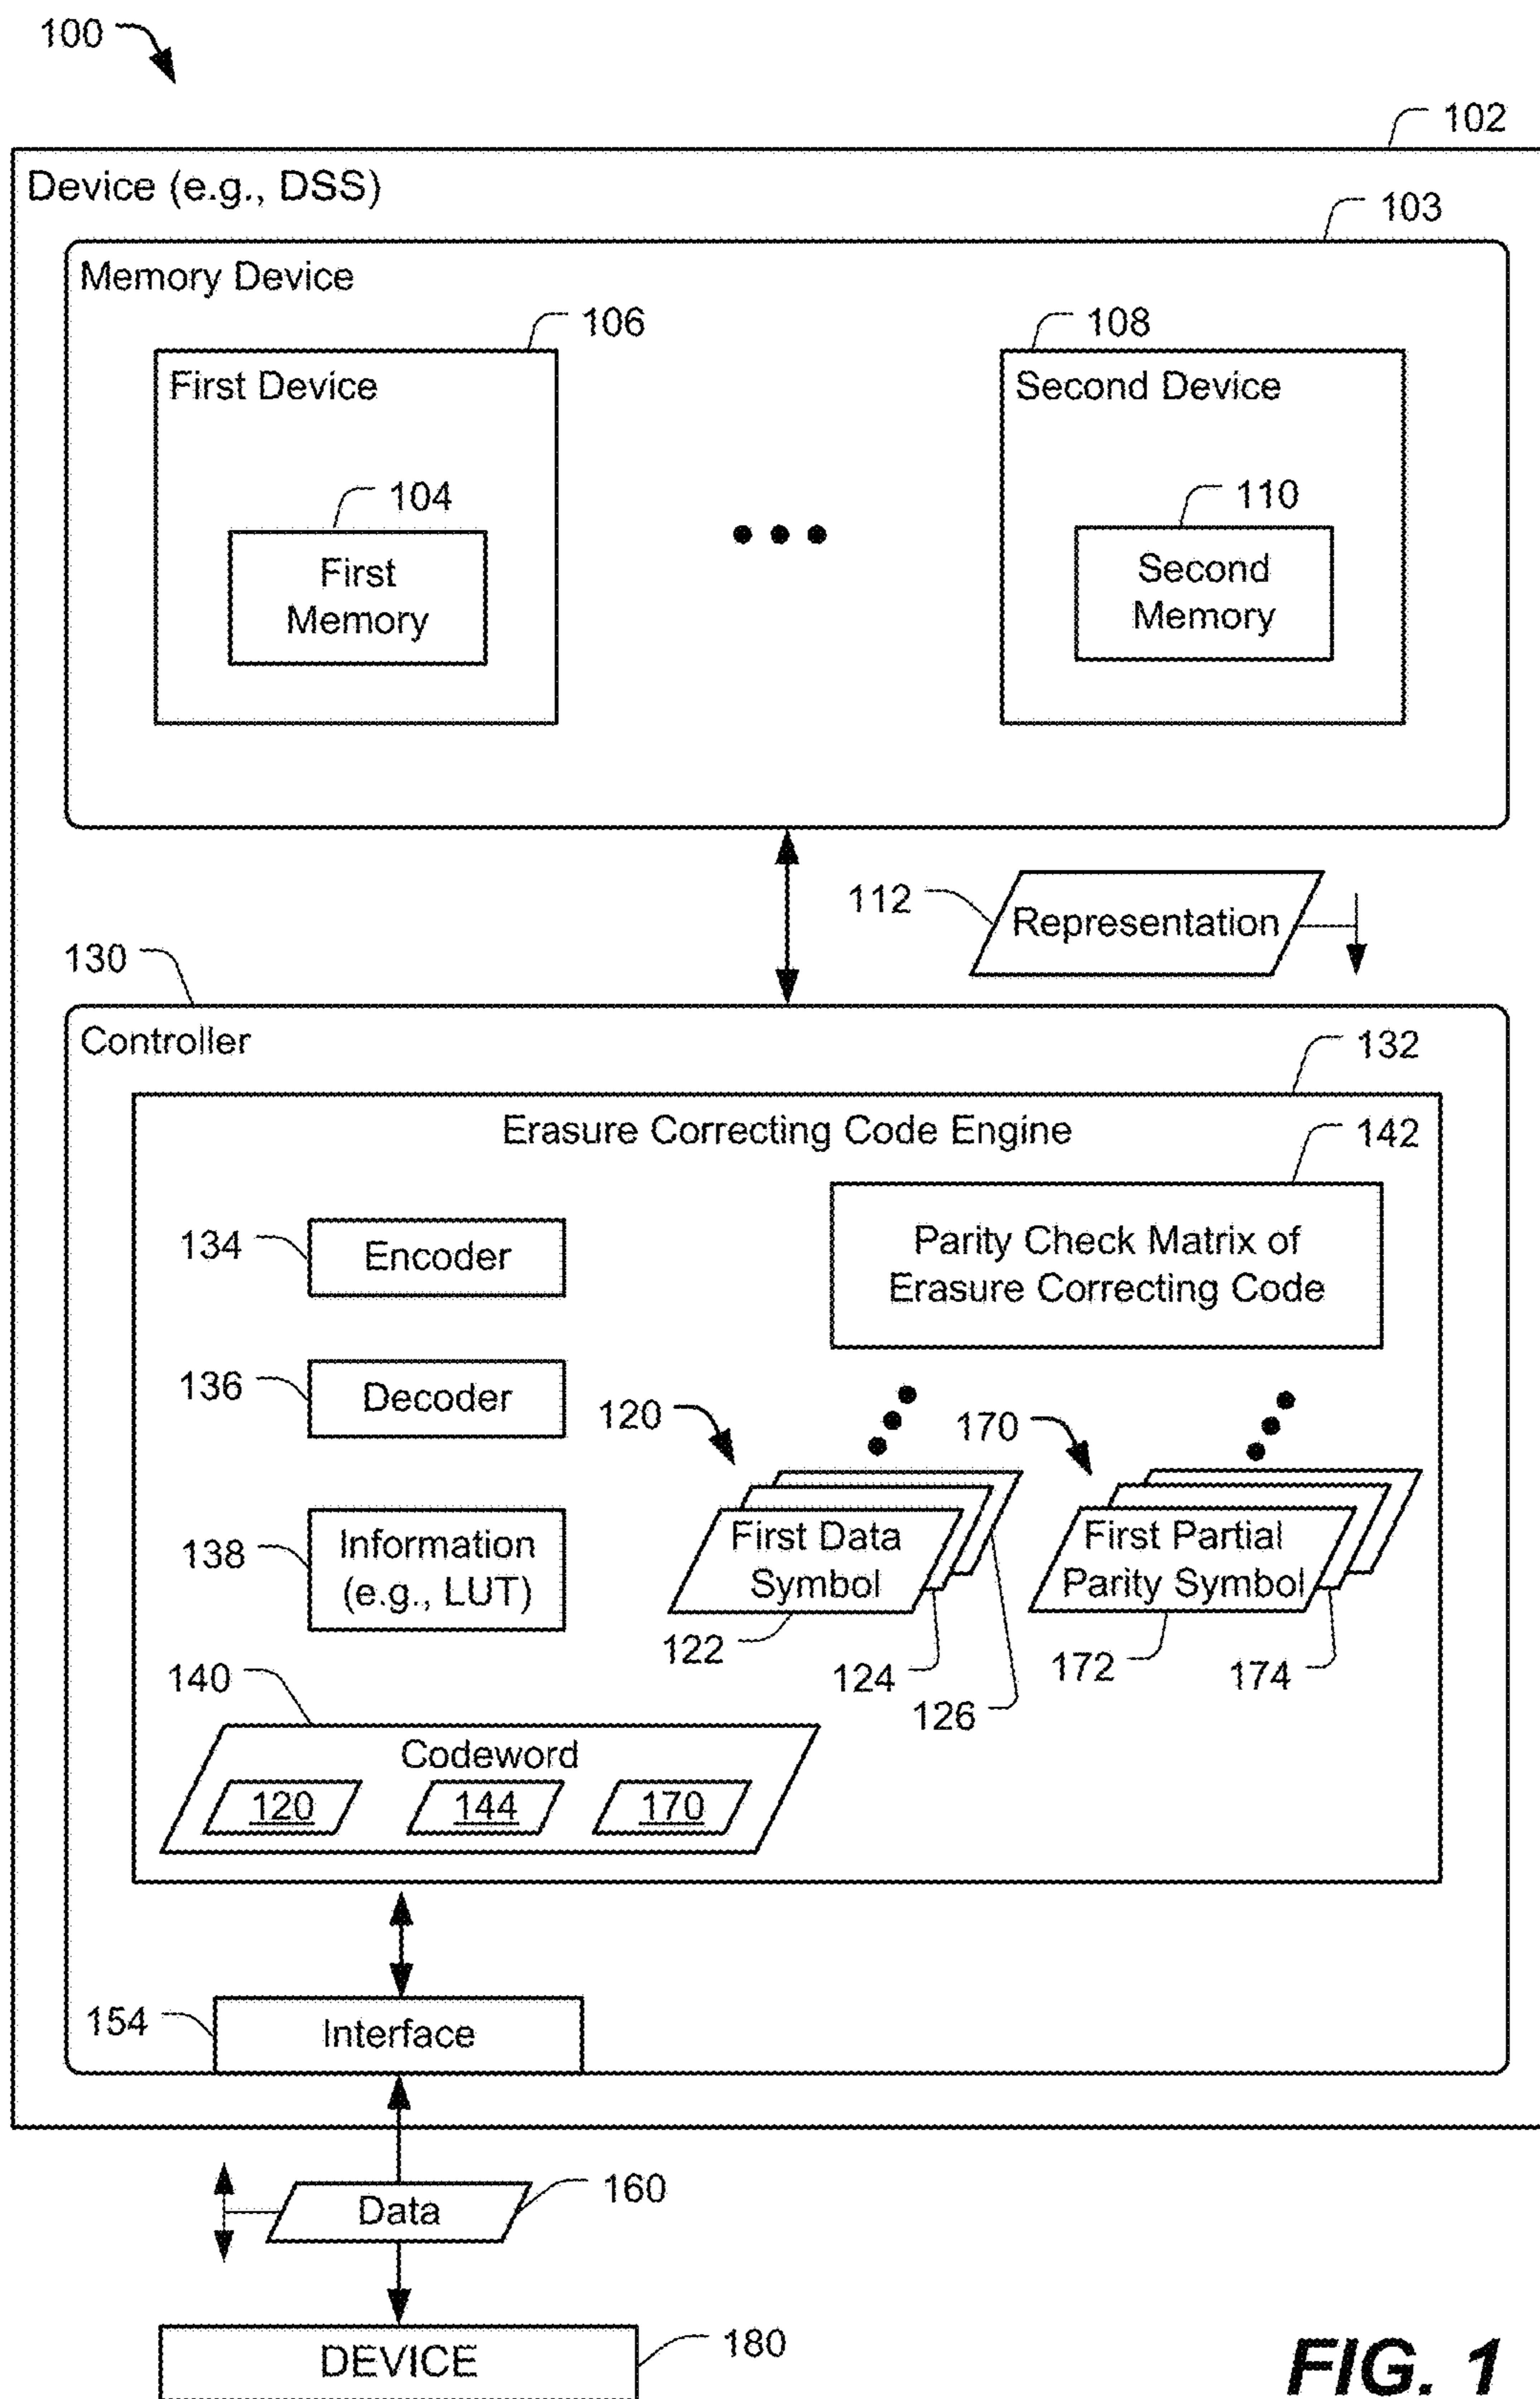 100
102
Device (e.g., DSS)
103
Memory Device
106
108
First Device
Second Device
104
110
First
Memory
Second
Memory
112
Representation
130
Controller
132
Erasure Correcting Code Engine
142
134
Encoder
Parity Check Matrix of
Erasure Correcting Code
136
Decoder
120
170
138
Information
(e.g., LUT)
First Data
Symbol
First Partial
Parity Symbol
122
124
126
172
174
140
Codeword
120
144
170
154
Interface
Data
160
DEVICE
180
FIG. 1